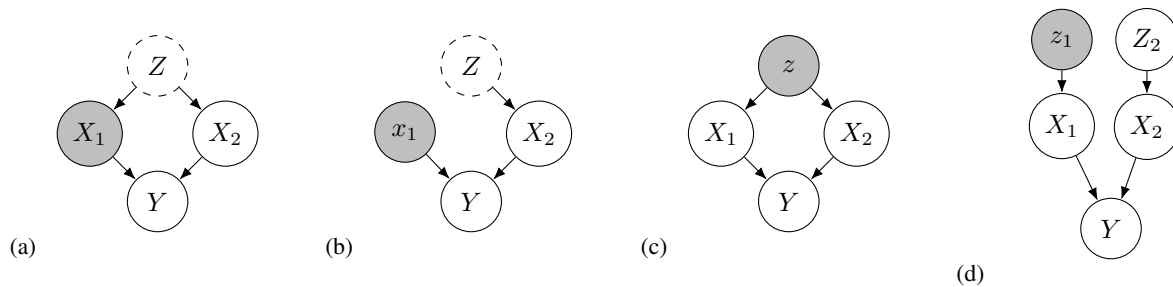 Z
X₁ X₂
Y
(a)
Z
x₁ X₂
Y
(b)
z
X₁ X₂
Y
(c)
z₁ Z₂
X₁ X₂
Y
(d)